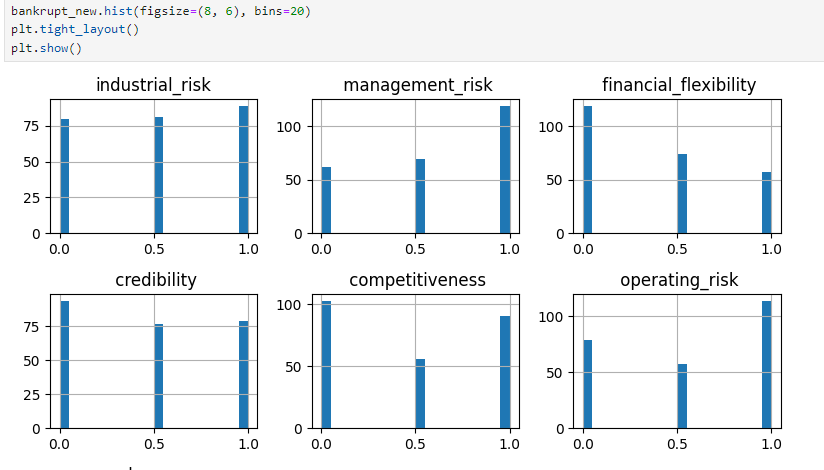 bankrupt_new.hist(figsize=(8, 6), bins=20)
plt.tight_layout()
plt.show()
industrial_risk management_risk financial_flexibility
75 100 100
50 50 50
25
0 0 0
0.0 0.5 1.0 0.0 0.5 1.0 0.0 0.5 1.0
credibility competitiveness operating_risk
75 100 100
50 50 50
25
0 0 0
0.0 0.5 1.0 0.0 0.5 1.0 0.0 0.5 1.0